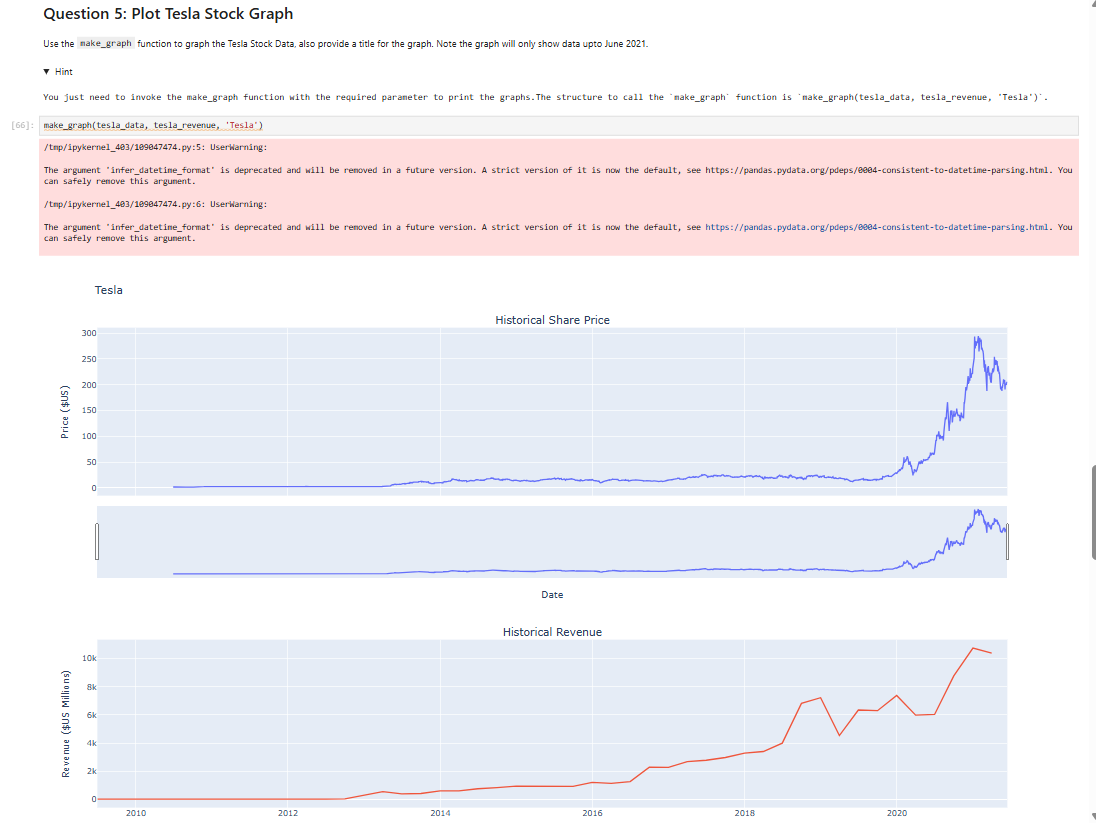 Question 5: Plot Tesla Stock Graph
Use the make_graph function to graph the Tesla Stock Data, also provide a title for the graph. Note the graph will only show data upto June 2021.
▼ Hint
You just need to invoke the make_graph function with the required parameter to print the graphs.The structure to call the `make_graph` function is `make_graph(tesla_data, tesla_revenue, 'Tesla')`.
[66]: make_graph(tesla_data, tesla_revenue, 'Tesla')
/tmp/ipykernel_403/109047474.py:5: UserWarning:
The argument 'infer_datetime_format' is deprecated and will be removed in a future version. A strict version of it is now the default, see https://pandas.pydata.org/pdeps/0004-consistent-to-datetime-parsing.html. You
can safely remove this argument.
/tmp/ipykernel_403/109047474.py:6: UserWarning:
The argument 'infer_datetime_format' is deprecated and will be removed in a future version. A strict version of it is now the default, see https://pandas.pydata.org/pdeps/0004-consistent-to-datetime-parsing.html. You
can safely remove this argument.
Tesla
Historical Share Price
300
250
200
150
100
50
0
Price ($US)
Date
Historical Revenue
10k
8k
6k
4k
2k
0
Revenue ($US Millions)
2010 2012 2014 2016 2018 2020